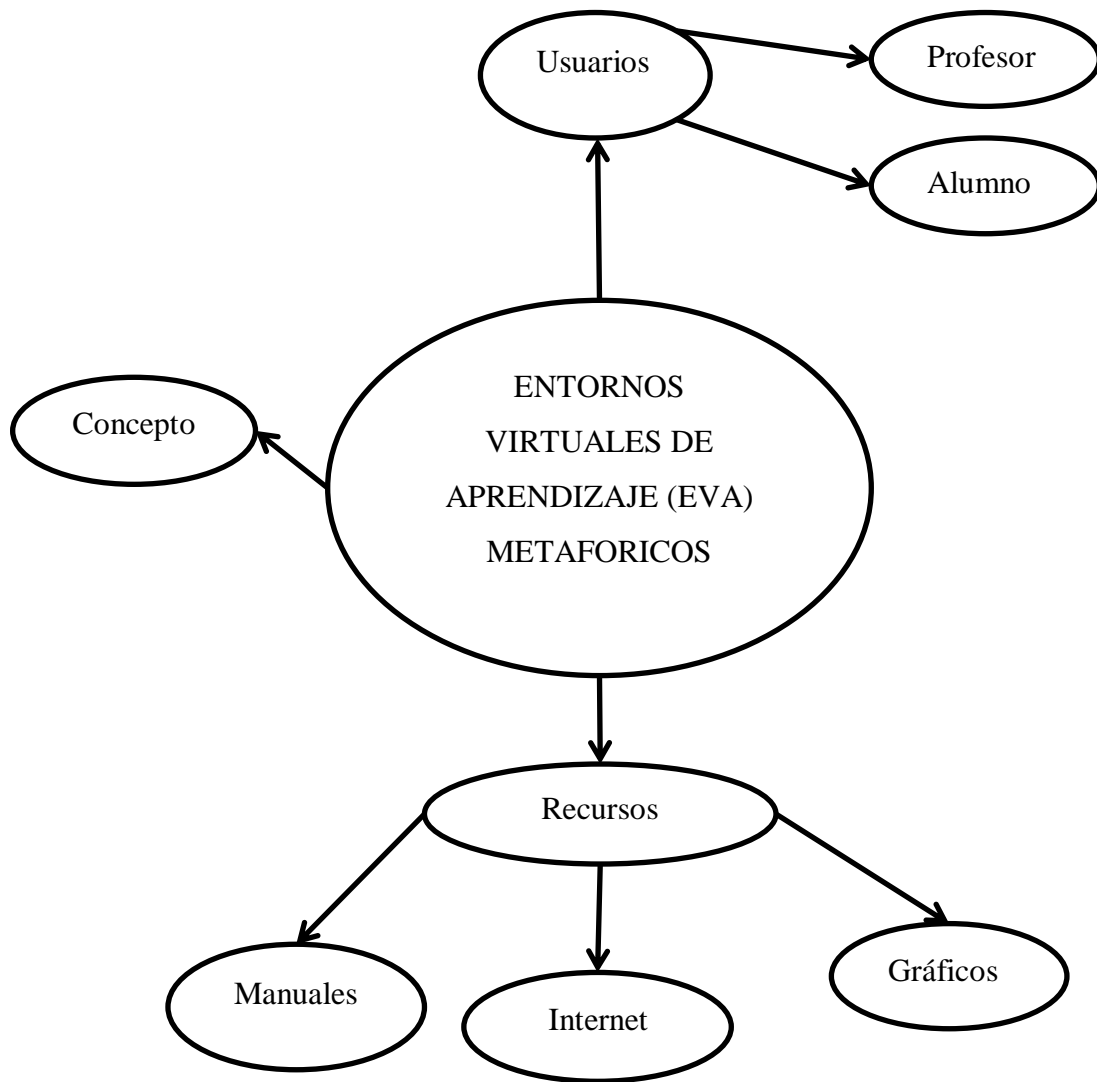 Usuarios
Profesor
Alumno
ENTORNOS
VIRTUALES DE
APRENDIZAJE (EVA)
METAFORICOS
Concepto
Recursos
Manuales
Internet
Gráficos